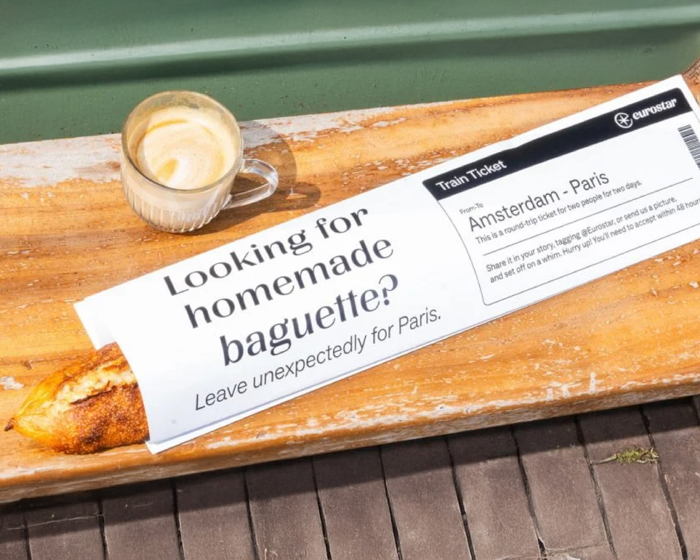 Looking for
homemade
baguette?
Leave unexpectedly for Paris.
Train Ticket
eurostar
From/To
Amsterdam - Paris
This is a round-trip ticket for two people for two days.
Share it in your story, tagging @Eurostar, or send us a picture,
and set off on a whim. Hurry up! You'll need to accept within 48 hours